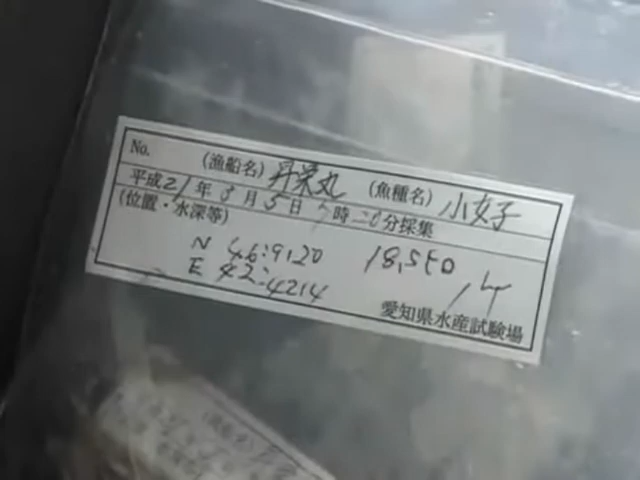 No. (漁船名) 昇栄丸 (魚種名) 小女子
平成21年3月5日 時20分採集
(位置・水深等)
N 46:9120 18,580
E 42:4214 1ケ
愛知県水産試験場